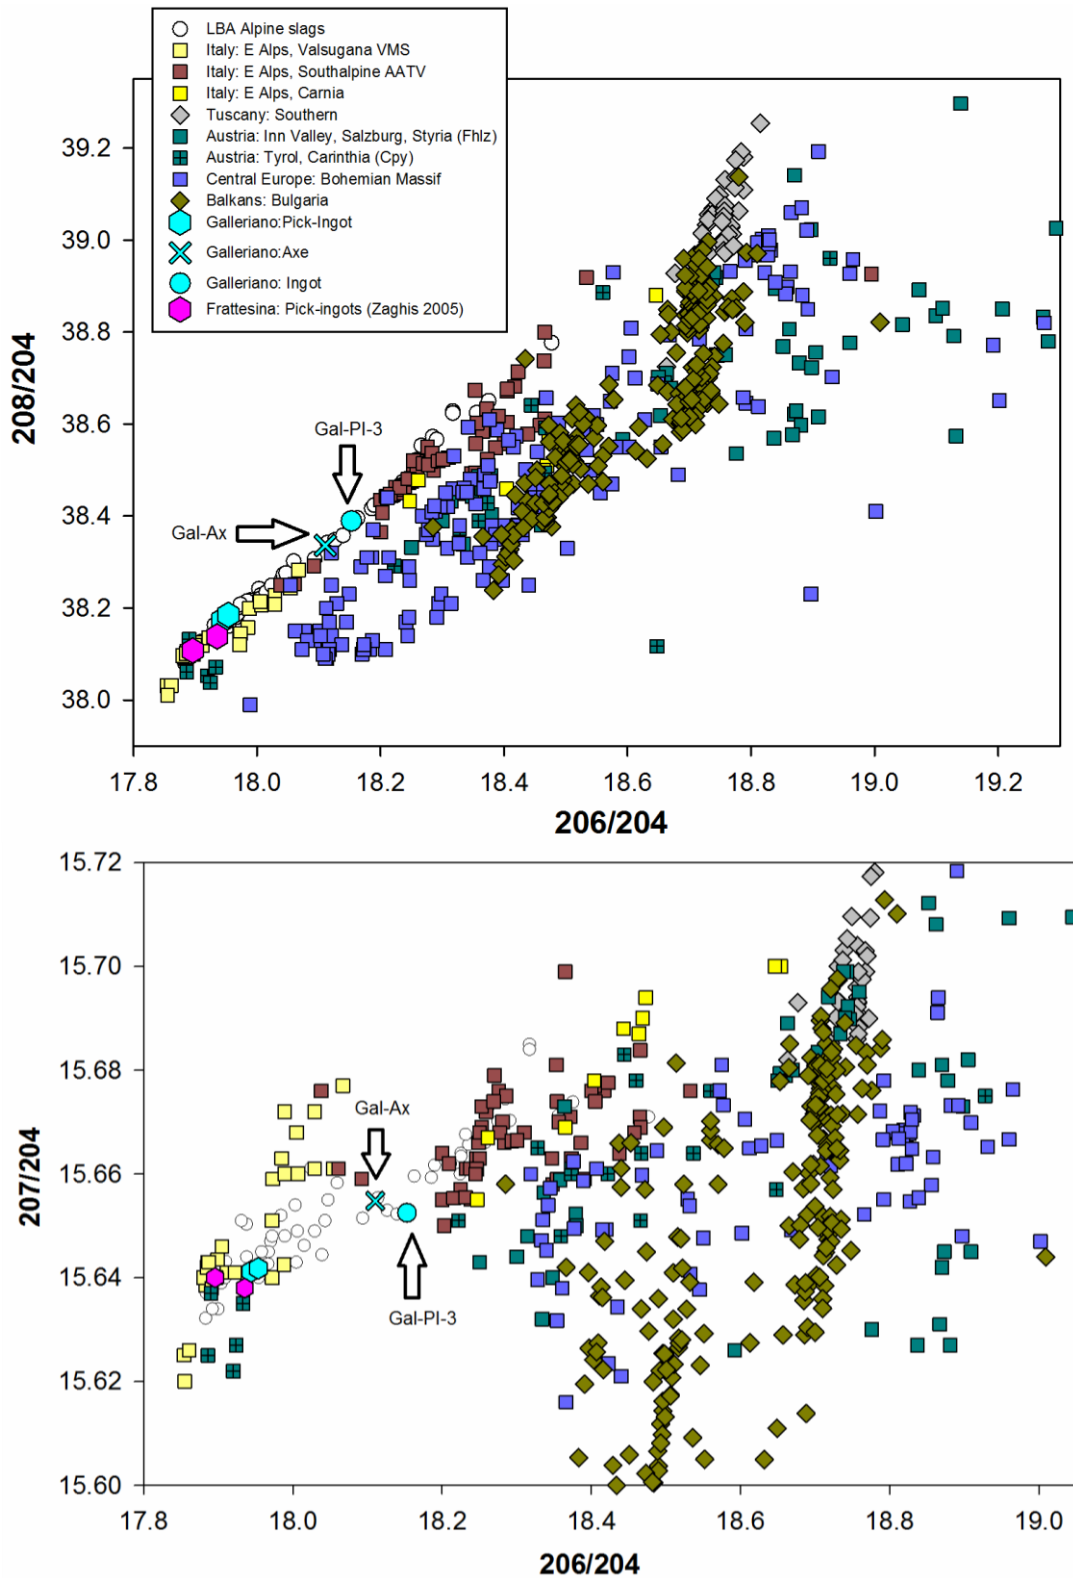 LBA Alpine slags
Italy: E Alps, Valsugana VMS
Italy: E Alps, Southalpine AATV
Italy: E Alps, Carnia
Tuscany: Southern
Austria: Inn Valley, Salzburg, Styria (Fhlz)
Austria: Tyrol, Carinthia (Cpy)
Central Europe: Bohemian Massif
Balkans: Bulgaria
Galleriano:Pick-Ingot
Galleriano:Axe
Galleriano: Ingot
Frattesina: Pick-ingots (Zaghis 2005)
208/204
39.2
39.0
38.8
38.6
38.4
38.2
38.0
Gal-PI-3
Gal-Ax
17.8 18.0 18.2 18.4 18.6 18.8 19.0 19.2
206/204
207/204
15.72
15.70
15.68
15.66
15.64
15.62
15.60
Gal-Ax
Gal-PI-3
17.8 18.0 18.2 18.4 18.6 18.8 19.0
206/204